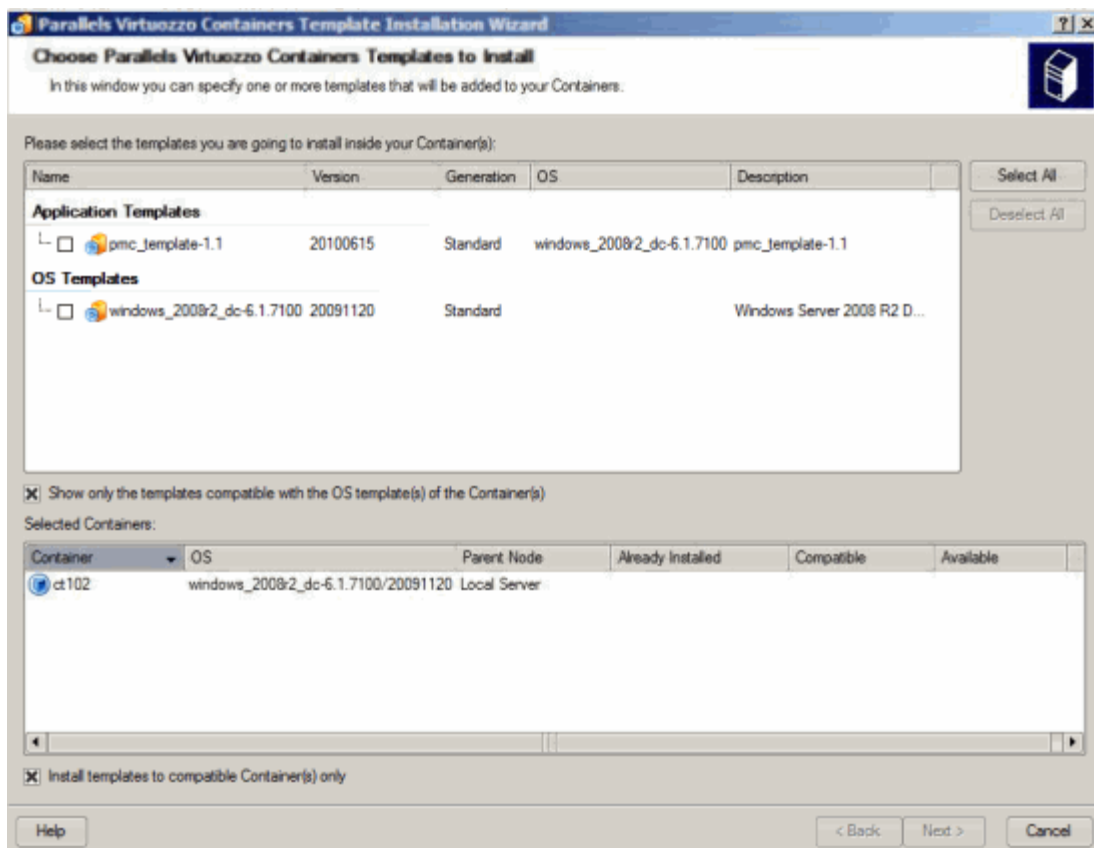 Parallels Virtuozzo Containers Template Installation Wizard
Choose Parallels Virtuozzo Containers Templates to Install
In this window you can specify one or more templates that will be added to your Containers.
Please select the templates you are going to install inside your Container(s):
Name Version Generation OS Description
Select All
Application Templates
Deselect All
pmc_template-1.1 20100615 Standard windows_2008r2_dc-6.1.7100 pmc_template-1.1
OS Templates
windows_2008r2_dc-6.1.7100 20091120 Standard Windows Server 2008 R2 D...
Show only the templates compatible with the OS template(s) of the Container(s)
Selected Containers:
Container OS Parent Node Already Installed Compatible Available
ct102 windows_2008r2_dc-6.1.7100/20091120 Local Server
Install templates to compatible Container(s) only
Help < Back Next > Cancel